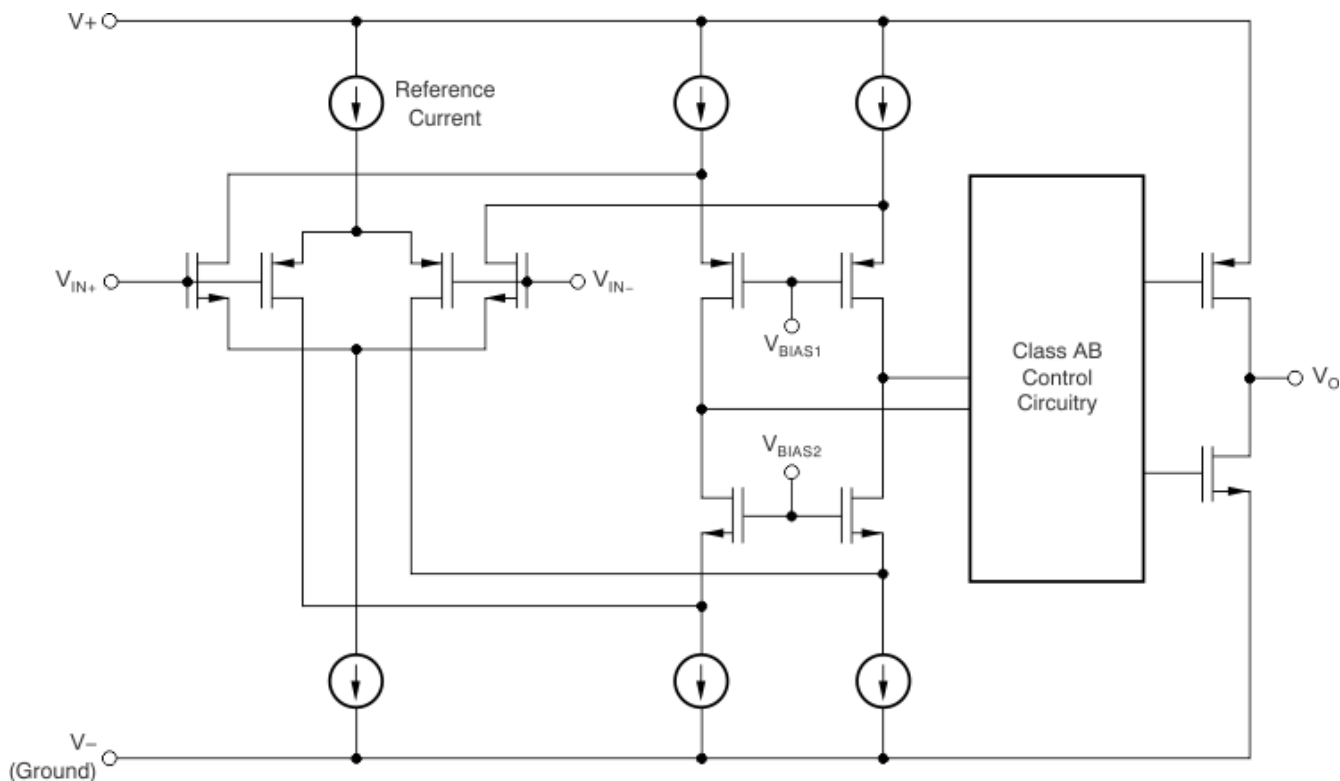 V+
Reference
Current
VIN+
VIN−
VBIAS1
Class AB
Control
Circuitry
VO
VBIAS2
V−
(Ground)